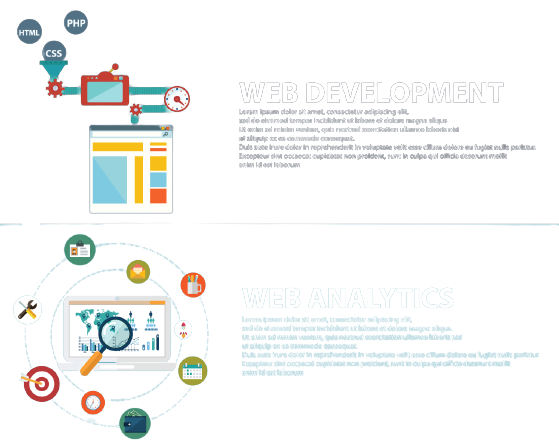 HTML
PHP
CSS
WEB DEVELOPMENT
Lorem ipsum dolor sit amet, consectetur adipiscing elit,
sed do eiusmod tempor incididunt ut labore et dolore magna aliqua.
Ut enim ad minim veniam, quis nostrud exercitation ullamco laboris nisi
ut aliquip ex ea commodo consequat.
Duis aute irure dolor in reprehenderit in voluptate velit esse cillum dolore eu fugiat nulla pariatur.
Excepteur sint occaecat cupidatat non proident, sunt in culpa qui officia deserunt mollit
anim id est laborum
WEB ANALYTICS
Lorem ipsum dolor sit amet, consectetur adipiscing elit,
sed do eiusmod tempor incididunt ut labore et dolore magna aliqua.
Ut enim ad minim veniam, quis nostrud exercitation ullamco laboris nisi
ut aliquip ex ea commodo consequat.
Duis aute irure dolor in reprehenderit in voluptate velit esse cillum dolore eu fugiat nulla pariatur.
Excepteur sint occaecat cupidatat non proident, sunt in culpa qui officia deserunt mollit
anim id est laborum